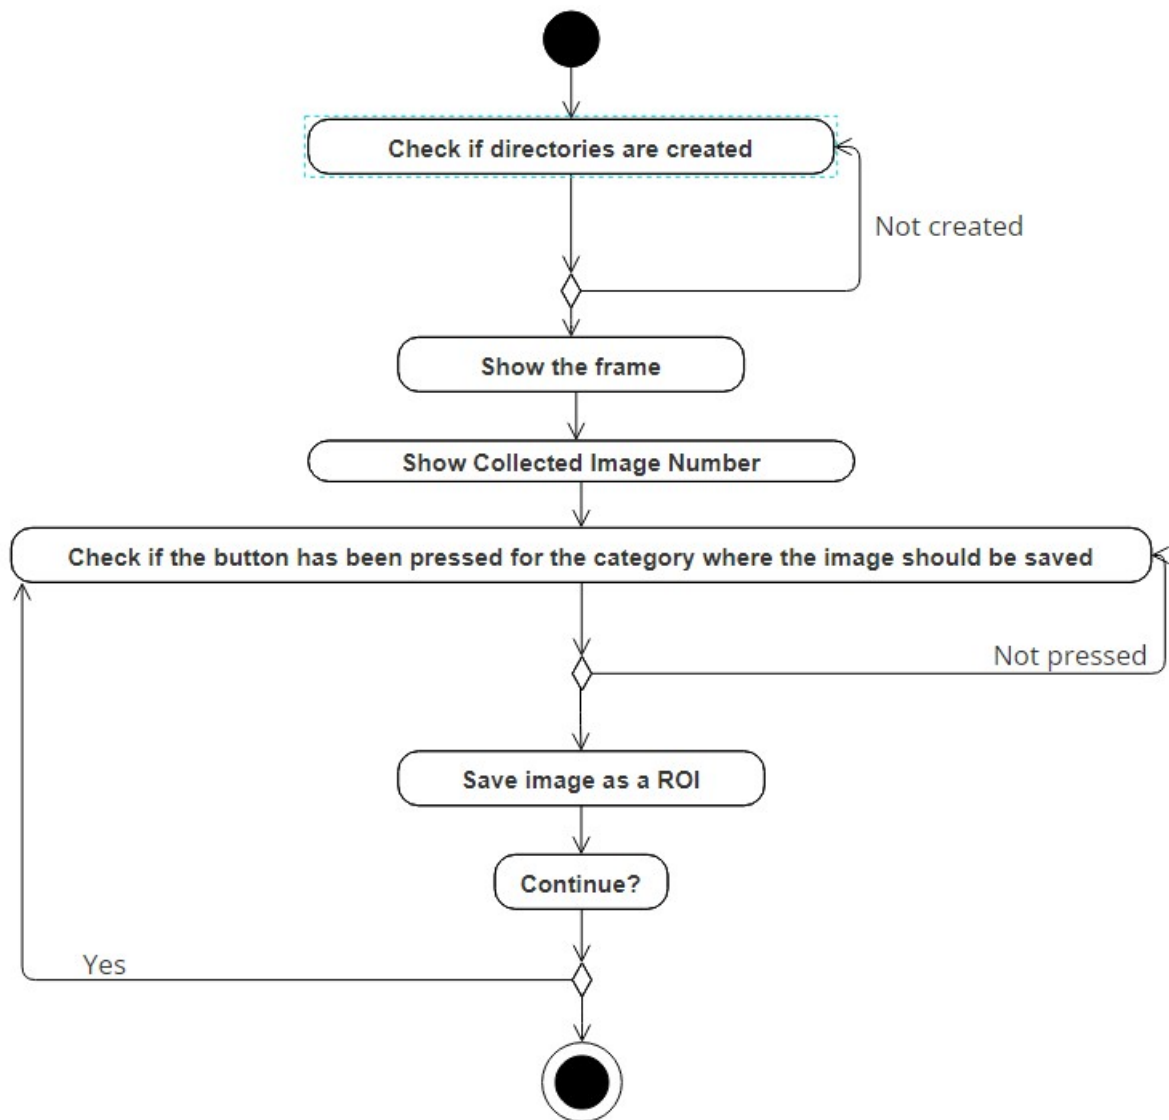 Check if directories are created
Not created
Show the frame
Show Collected Image Number
Check if the button has been pressed for the category where the image should be saved
Not pressed
Save image as a ROI
Continue?
Yes